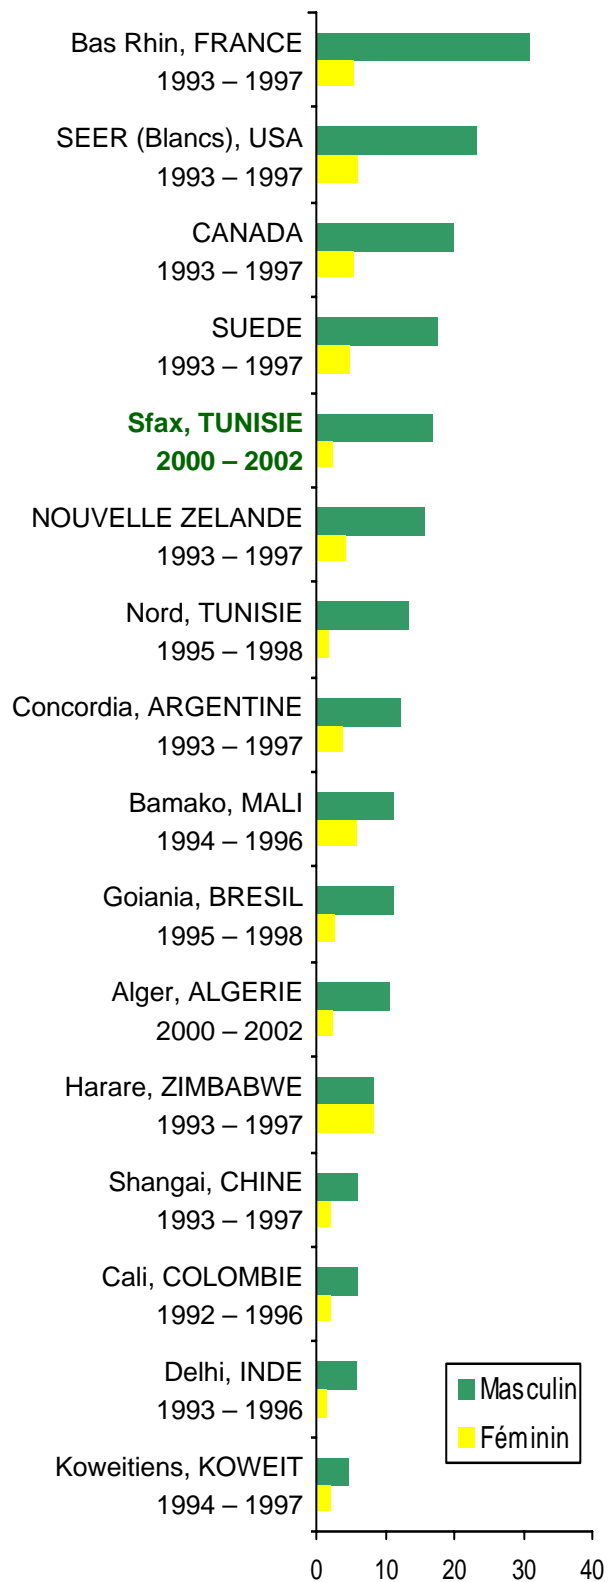 Bas Rhin, FRANCE
1993 – 1997
SEER (Blancs), USA
1993 – 1997
CANADA
1993 – 1997
SUEDE
1993 – 1997
Sfax, TUNISIE
2000 – 2002
NOUVELLE ZELANDE
1993 – 1997
Nord, TUNISIE
1995 – 1998
Concordia, ARGENTINE
1993 – 1997
Bamako, MALI
1994 – 1996
Goiania, BRESIL
1995 – 1998
Alger, ALGERIE
2000 – 2002
Harare, ZIMBABWE
1993 – 1997
Shangai, CHINE
1993 – 1997
Cali, COLOMBIE
1992 – 1996
Delhi, INDE
1993 – 1996
Koweitiens, KOWEIT
1994 – 1997
Masculin
Féminin
0 10 20 30 40